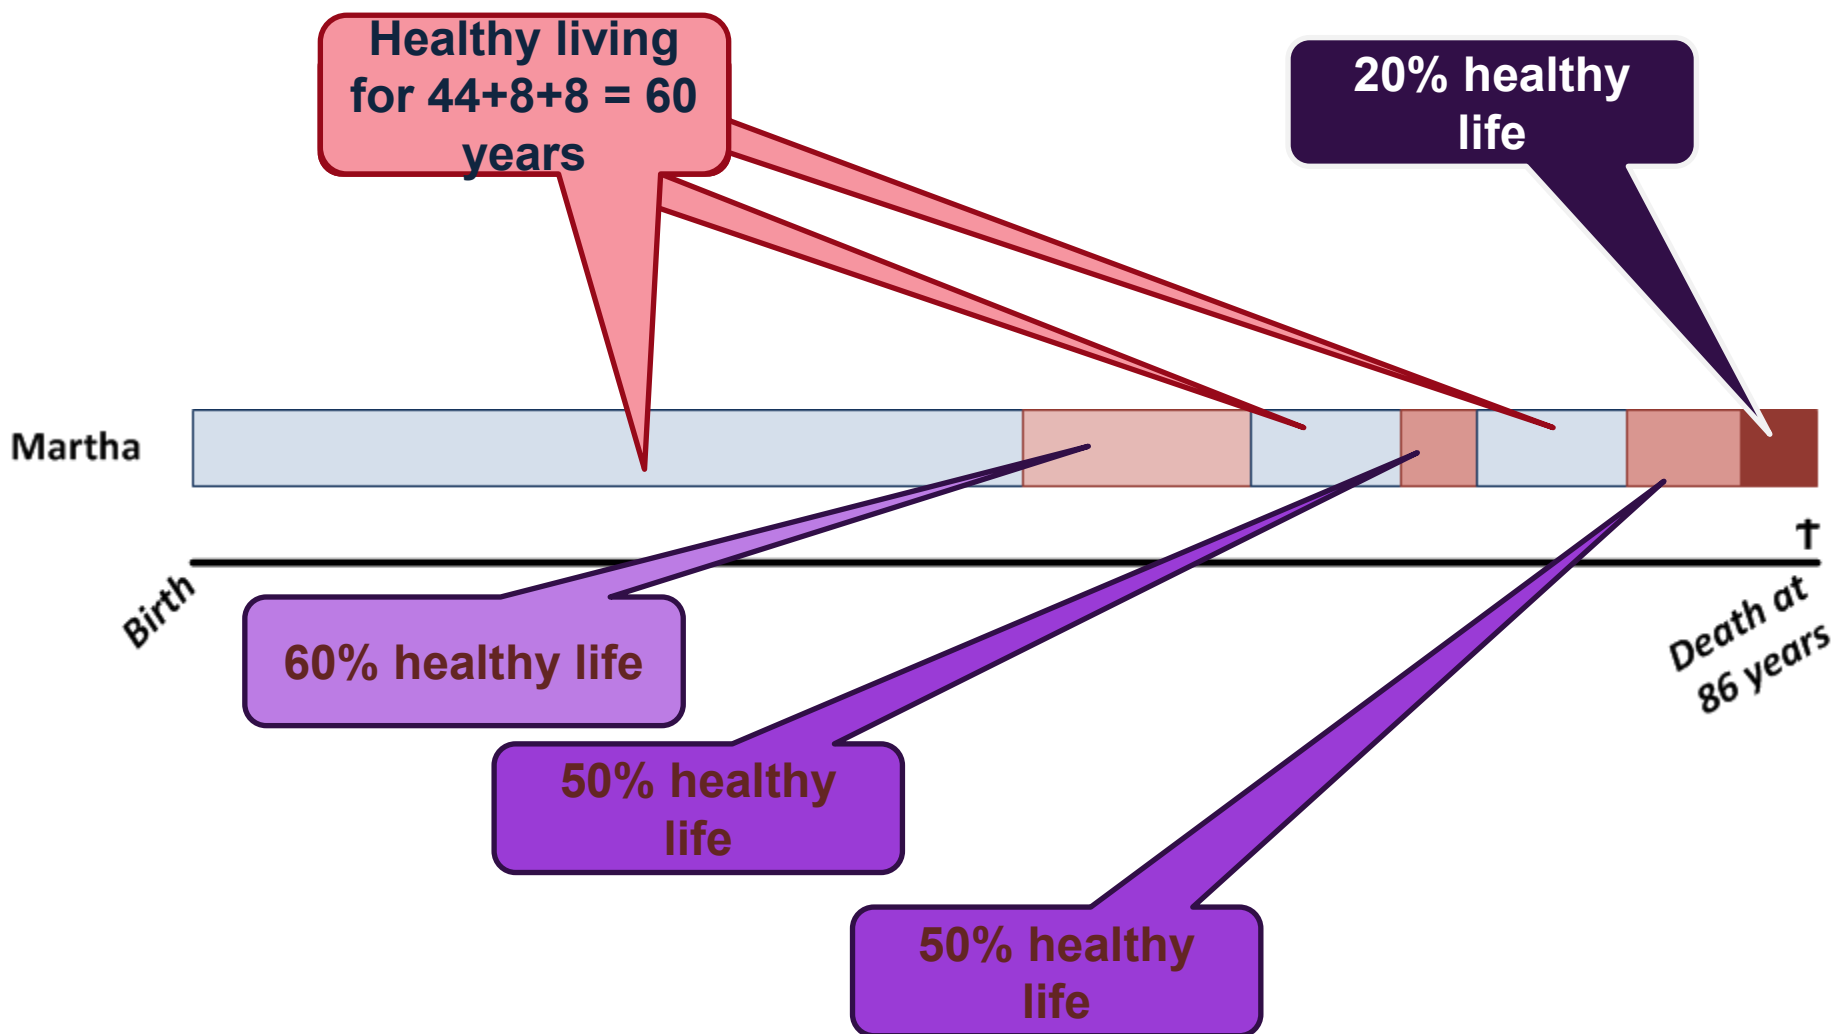 Healthy living
for 44+8+8 = 60
years
20% healthy
life
Martha
†
Birth
Death at
86 years
60% healthy life
50% healthy
life
50% healthy
life